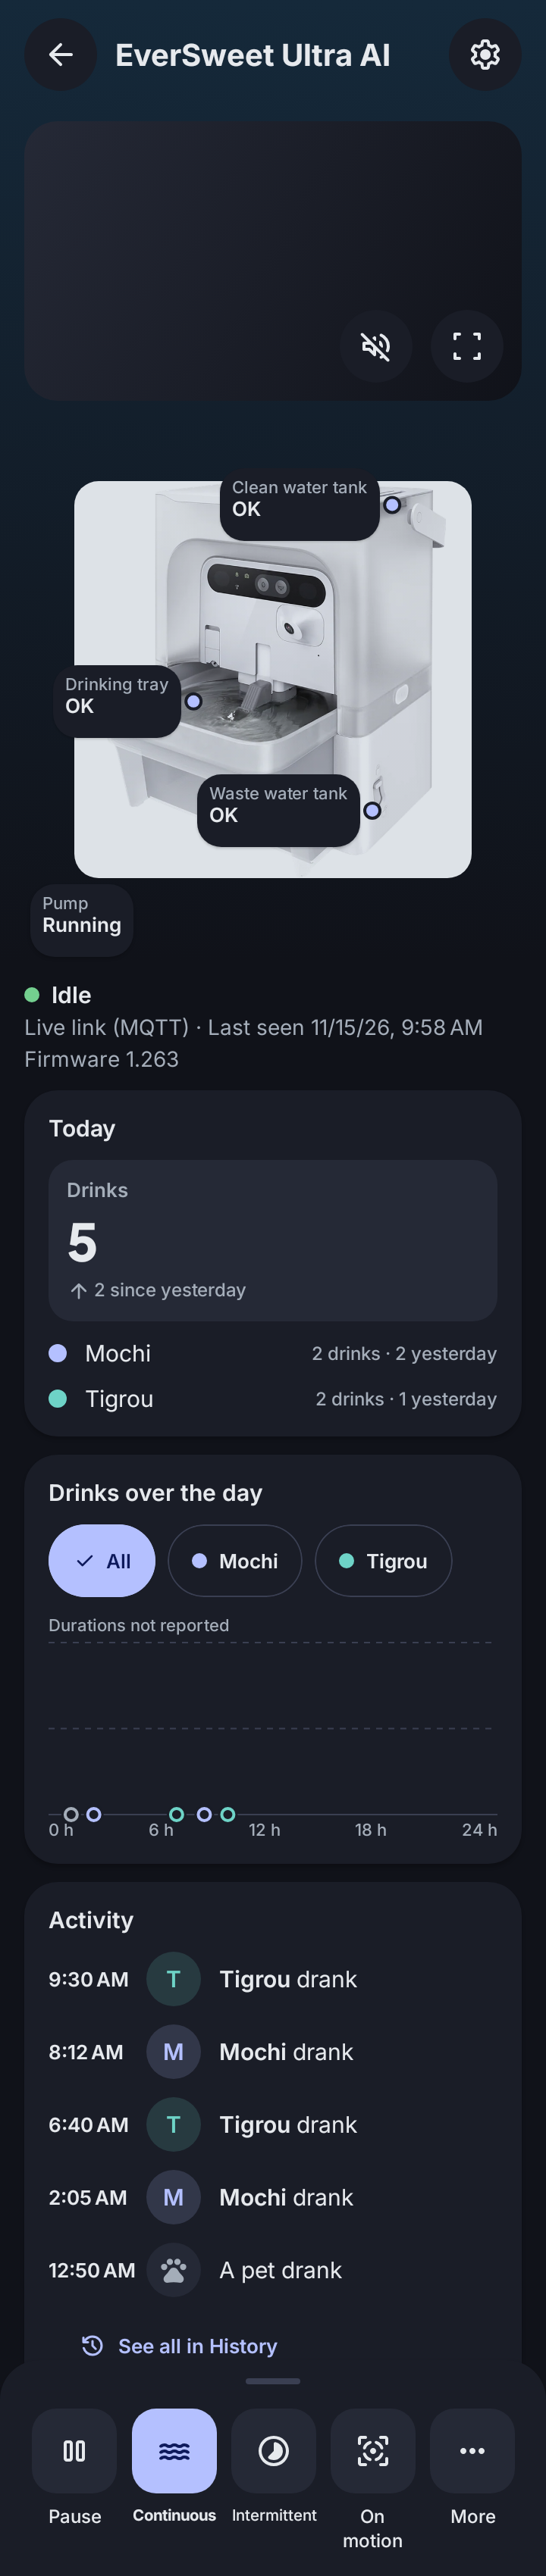 EverSweet Ultra AI
Clean water tank
OK
Drinking tray
OK
Waste water tank
OK
Pump
Running
Idle
Live link (MQTT) · Last seen 11/15/26, 9:58 AM
Firmware 1.263
Today
Drinks
5
↑ 2 since yesterday
Mochi 2 drinks · 2 yesterday
Tigrou 2 drinks · 1 yesterday
Drinks over the day
All Mochi Tigrou
Durations not reported
0 h 6 h 12 h 18 h 24 h
Activity
9:30 AM T Tigrou drank
8:12 AM M Mochi drank
6:40 AM T Tigrou drank
2:05 AM M Mochi drank
12:50 AM A pet drank
See all in History
Pause Continuous Intermittent On motion More